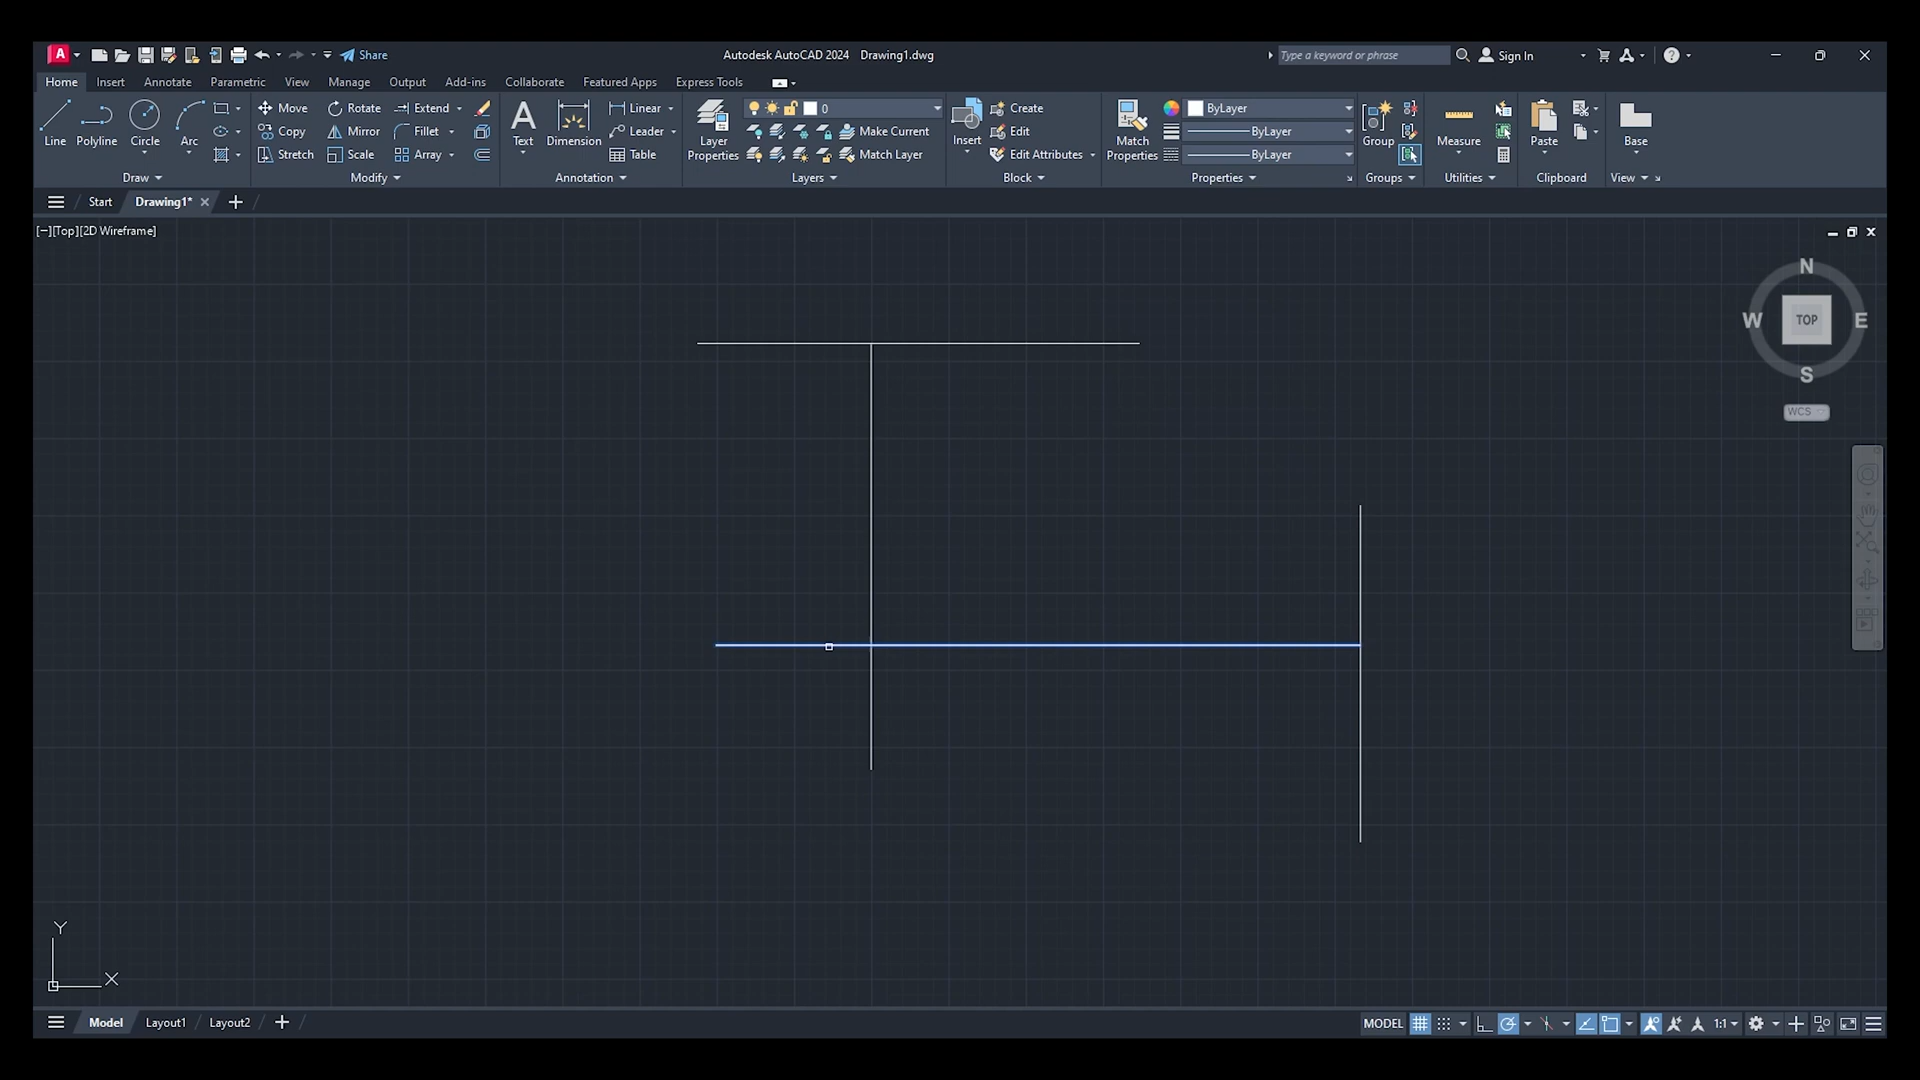 A Share Autodesk AutoCAD 2024 Drawing1.dwg Type a keyword or phrase Sign In
Home Insert Annotate Parametric View Manage Output Add-ins Collaborate Featured Apps Express Tools
Line Polyline Circle Arc
Move Rotate Extend
Copy Mirror Fillet
Stretch Scale Array
Text Dimension
Linear
Leader
Table
Layer Properties
0
Make Current
Match Layer
Insert
Create
Edit
Edit Attributes
Match Properties
ByLayer
ByLayer
ByLayer
Group Measure Paste Base
Draw Modify Annotation Layers Block Properties Groups Utilities Clipboard View
Start Drawing1* +
[−][Top][2D Wireframe]
N
W TOP E
S
WCS
Y
X
Model Layout1 Layout2 +
MODEL 1:1